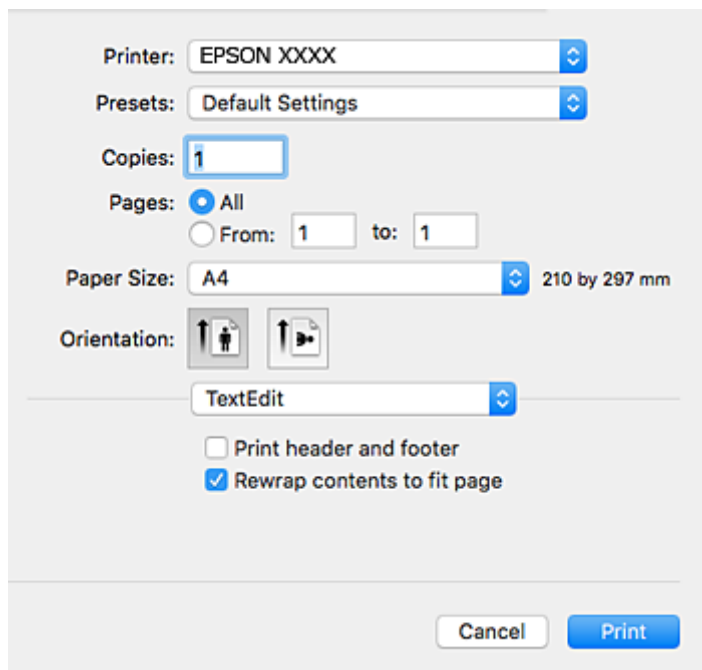 Printer: EPSON XXXX
Presets: Default Settings
Copies: 1
Pages: All
From: 1 to: 1
Paper Size: A4 210 by 297 mm
Orientation:
TextEdit
Print header and footer
Rewrap contents to fit page
Cancel Print